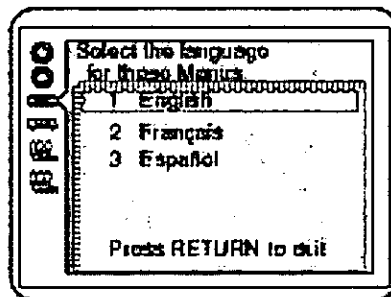 Select the language
for these Menus
1 English
2 Français
3 Español
Press RETURN to quit